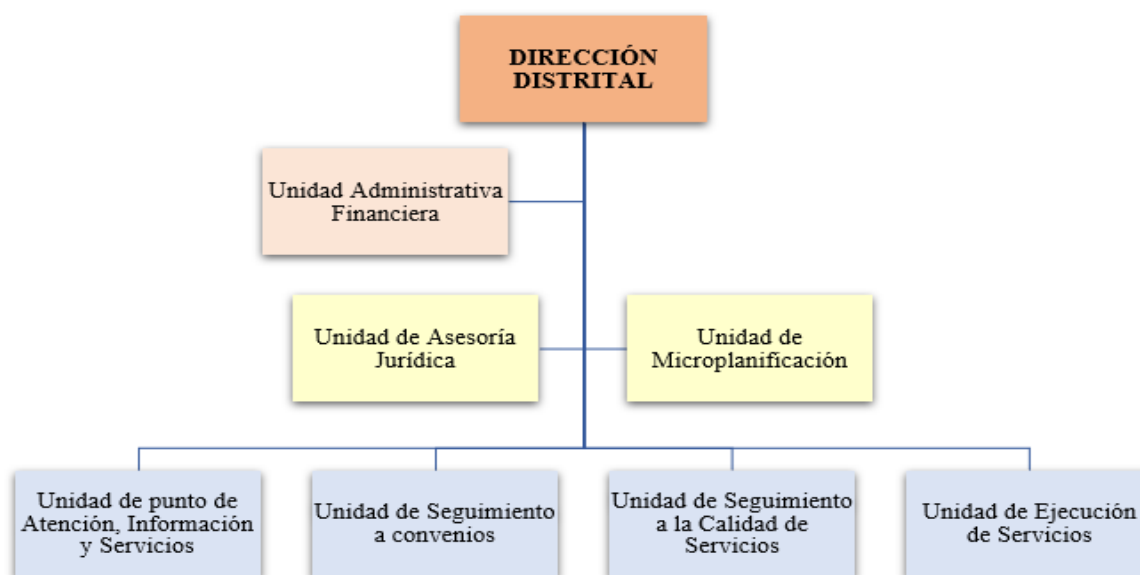 DIRECCIÓN
DISTRITAL
Unidad Administrativa
Financiera
Unidad de Asesoría
Jurídica
Unidad de
Microplanificación
Unidad de punto de
Atención, Información
y Servicios
Unidad de Seguimiento
a convenios
Unidad de Seguimiento
a la Calidad de
Servicios
Unidad de Ejecución
de Servicios